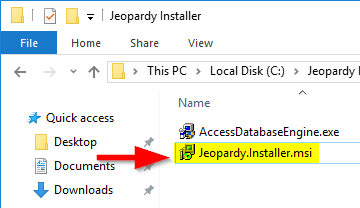 Jeopardy Installer
File Home Share View
This PC Local Disk (C:) Jeopardy
Name
Quick access
Desktop
Documents
Downloads
AccessDatabaseEngine.exe
Jeopardy.Installer.msi